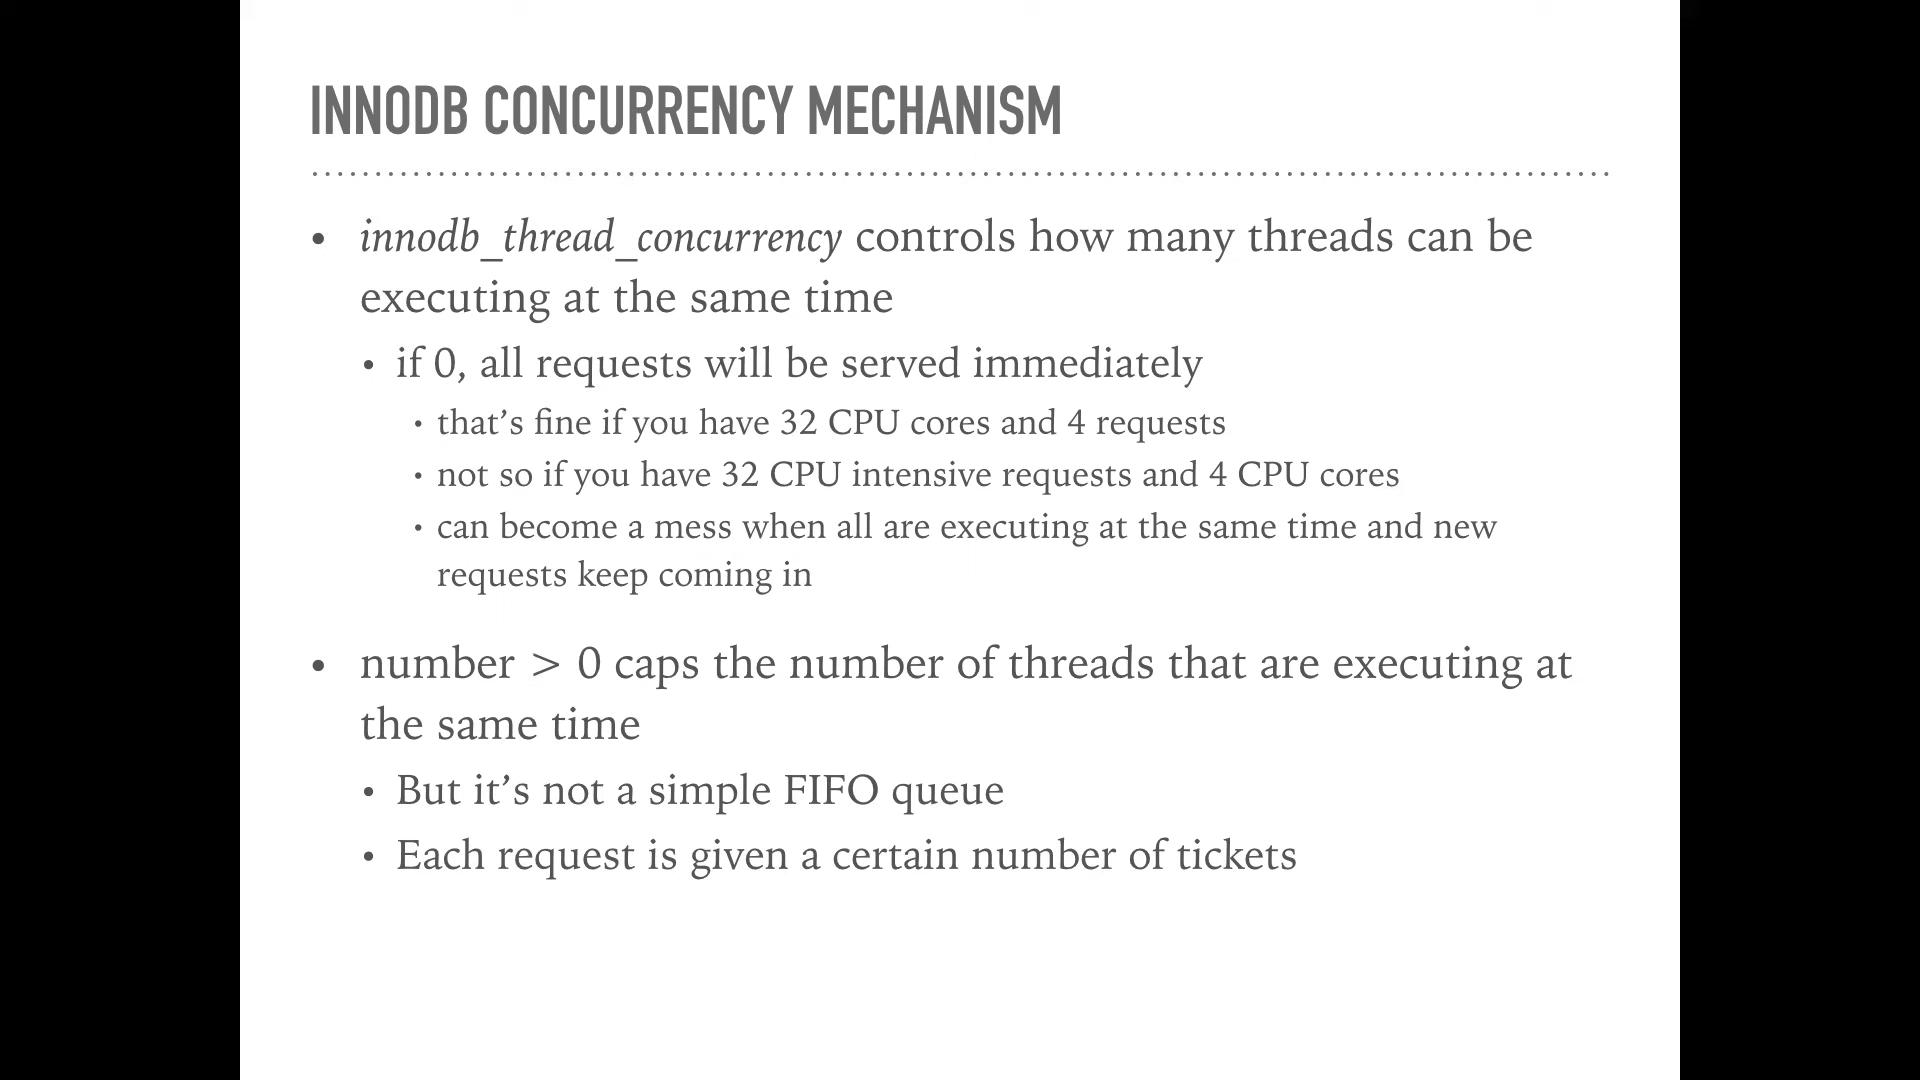 INNODB CONCURRENCY MECHANISM
• innodb_thread_concurrency controls how many threads can be
executing at the same time
• if 0, all requests will be served immediately
• that’s fine if you have 32 CPU cores and 4 requests
• not so if you have 32 CPU intensive requests and 4 CPU cores
• can become a mess when all are executing at the same time and new
requests keep coming in
• number > 0 caps the number of threads that are executing at
the same time
• But it’s not a simple FIFO queue
• Each request is given a certain number of tickets